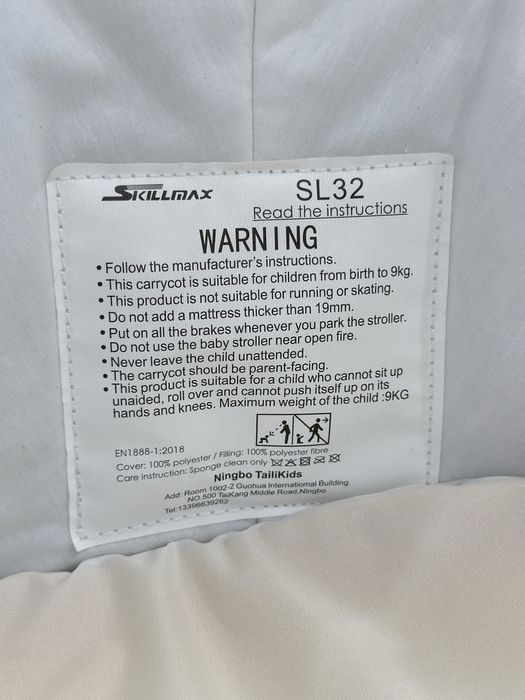 SKILLMAX
SL32
Read the instructions
WARNING
• Follow the manufacturer's instructions.
• This carrycot is suitable for children from birth to 9kg.
• This product is not suitable for running or skating.
• Do not add a mattress thicker than 19mm.
• Put on all the brakes whenever you park the stroller.
• Do not use the baby stroller near open fire.
• Never leave the child unattended.
• The carrycot should be parent-facing.
• This product is suitable for a child who cannot sit up
unaided, roll over and cannot push itself up on its
hands and knees. Maximum weight of the child :9KG
EN1888-1:2018
Cover: 100% polyester / Filling: 100% polyester fibre
Care instruction: Sponge clean only
Ningbo TailiKids
Add: Room 1002-2 Guohua International Building,
NO.500 TaiKang Middle Road,Ningbo
Tel:13396639262